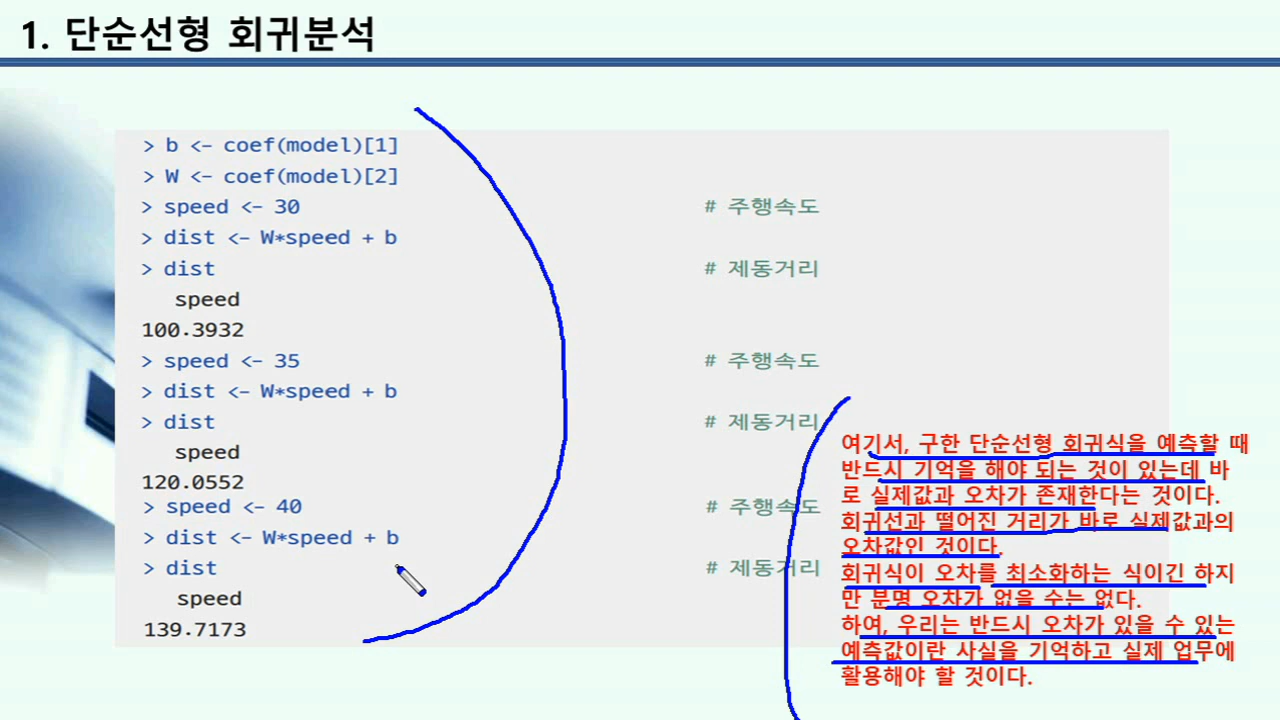 1. 단순선형 회귀분석
> b <- coef(model)[1]
> W <- coef(model)[2]
> speed <- 30 # 주행속도
> dist <- W*speed + b
> dist # 제동거리
speed
100.3932
> speed <- 35 # 주행속도
> dist <- W*speed + b
> dist # 제동거리
speed
120.0552
> speed <- 40 # 주행속도
> dist <- W*speed + b
> dist # 제동거리
speed
139.7173
여기서, 구한 단순선형 회귀식을 예측할 때
반드시 기억을 해야 되는 것이 있는데 바
로 실제값과 오차가 존재한다는 것이다.
회귀선과 떨어진 거리가 바로 실제값과의
오차값인 것이다.
회귀식이 오차를 최소화하는 식이긴 하지
만 분명 오차가 없을 수는 없다.
하여, 우리는 반드시 오차가 있을 수 있는
예측값이란 사실을 기억하고 실제 업무에
활용해야 할 것이다.